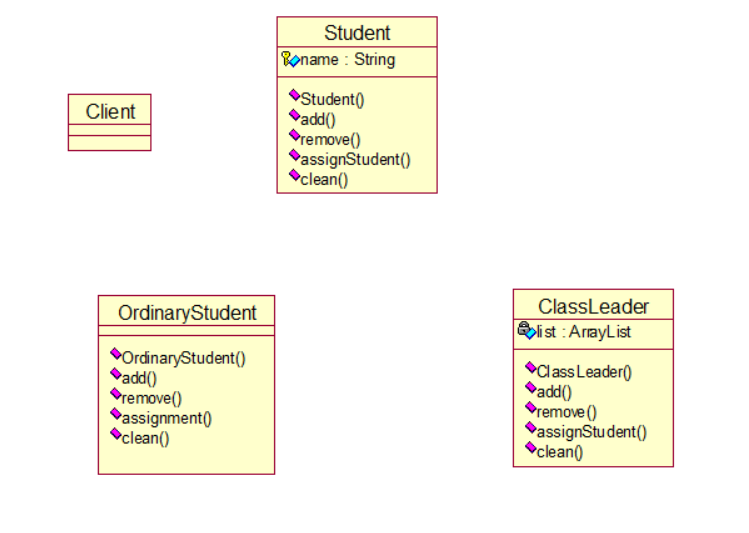 Student
name : String
Student()
add()
remove()
assignStudent()
clean()
Client
OrdinaryStudent
OrdinaryStudent()
add()
remove()
assignment()
clean()
ClassLeader
list : ArrayList
ClassLeader()
add()
remove()
assignStudent()
clean()